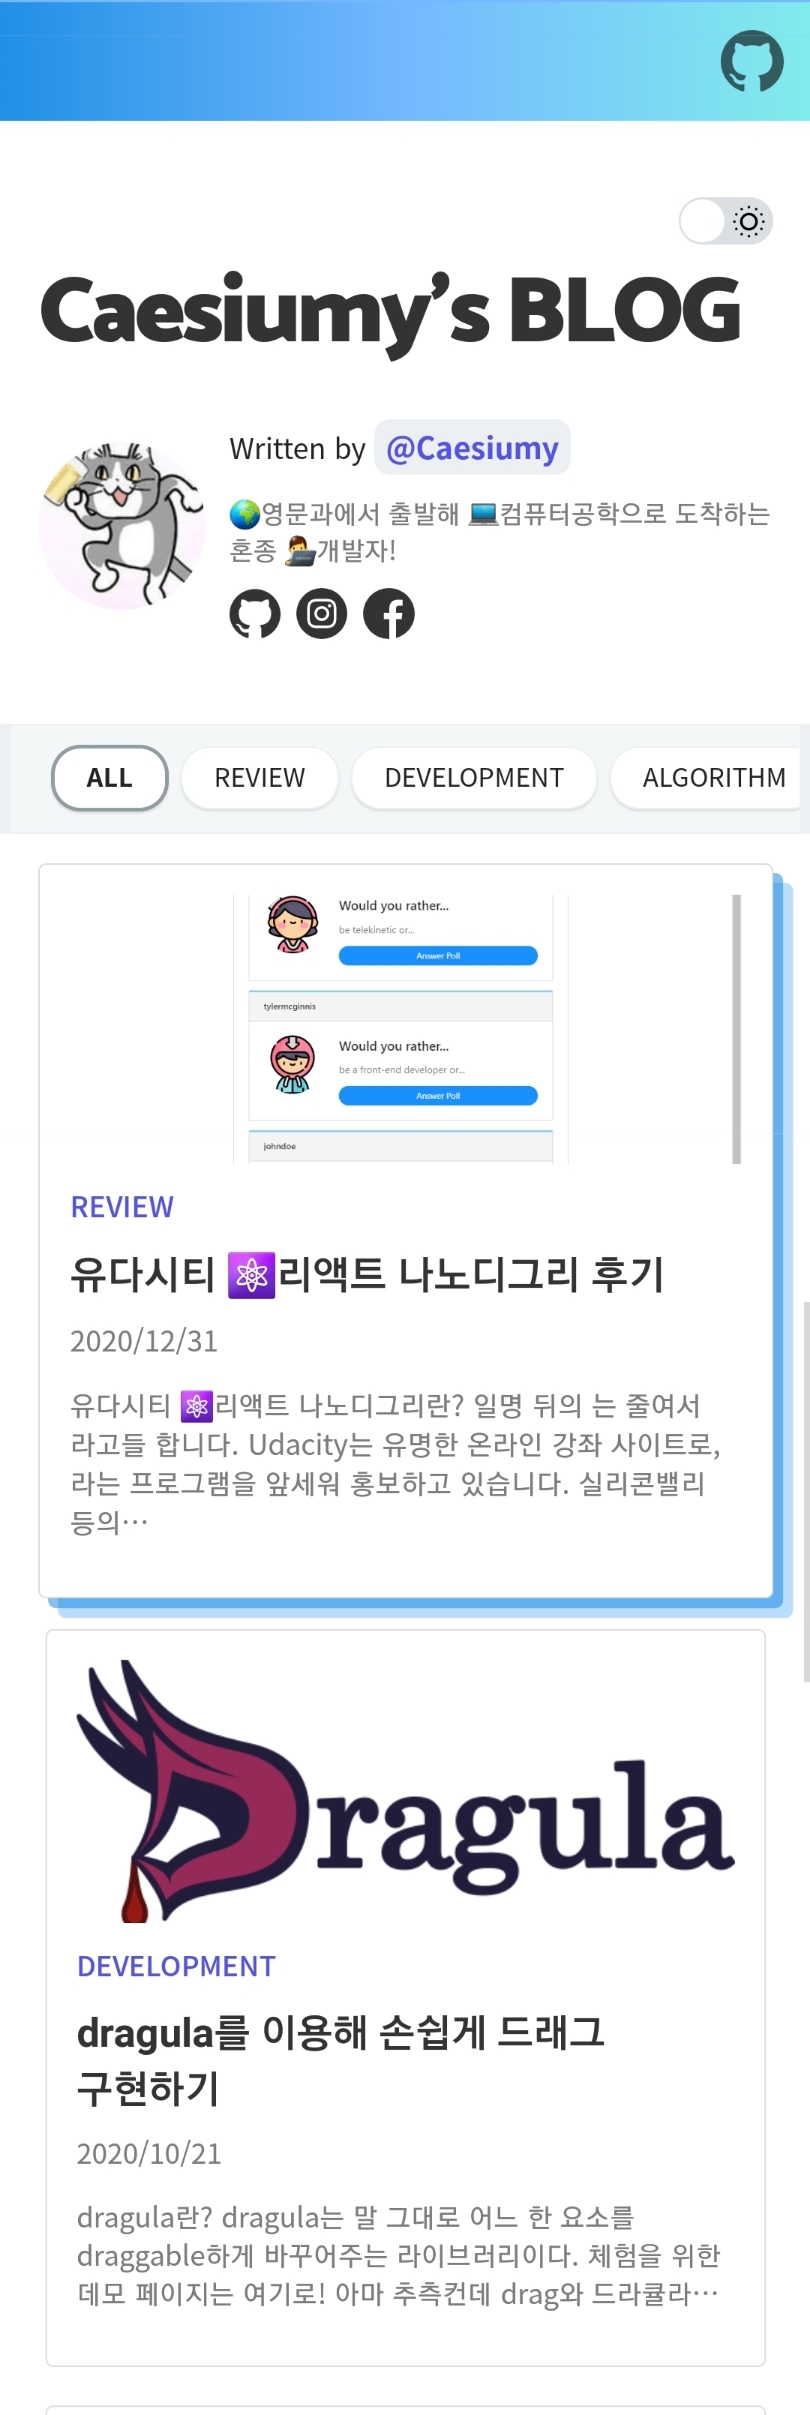 Caesiumy's BLOG
Written by @Caesiumy
🌍영문과에서 출발해 💻컴퓨터공학으로 도착하는
혼종 👨‍💻개발자!
ALL REVIEW DEVELOPMENT ALGORITHM
Would you rather...
be telekinetic or...
Answer Poll
tylermcginnis
Would you rather...
be a front-end developer or...
Answer Poll
johndoe
REVIEW
유다시티 ⚛️리액트 나노디그리 후기
2020/12/31
유다시티 ⚛️리액트 나노디그리란? 일명 뒤의 는 줄여서
라고들 합니다. Udacity는 유명한 온라인 강좌 사이트로,
라는 프로그램을 앞세워 홍보하고 있습니다. 실리콘밸리
등의…
Dragula
DEVELOPMENT
dragula를 이용해 손쉽게 드래그
구현하기
2020/10/21
dragula란? dragula는 말 그대로 어느 한 요소를
draggable하게 바꾸어주는 라이브러리이다. 체험을 위한
데모 페이지는 여기로! 아마 추측컨데 drag와 드라큘라…